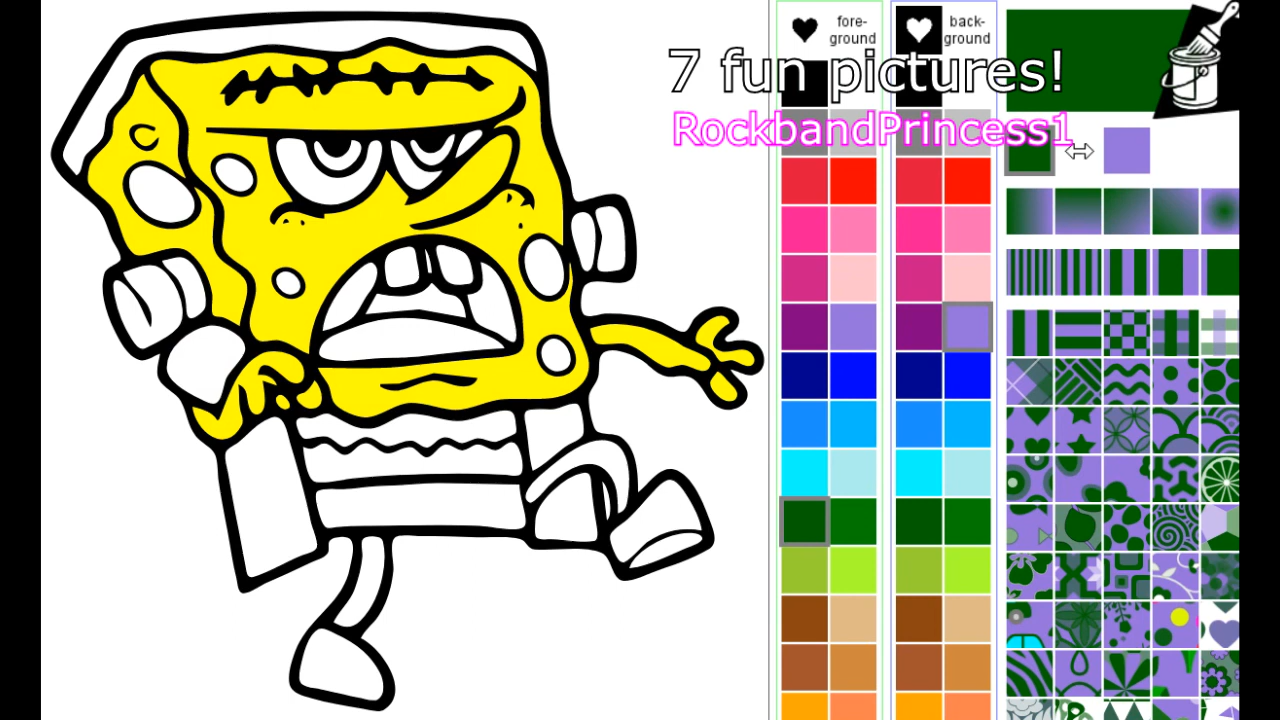 fore-
ground
back-
ground
7 fun pictures!
RockbandPrincess1